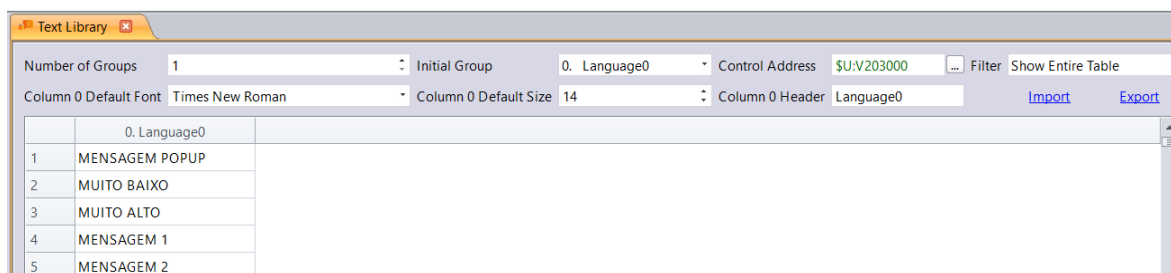 Text Library
Number of Groups 1 Initial Group 0. Language0 Control Address $U:V203000 ... Filter Show Entire Table
Column 0 Default Font Times New Roman Column 0 Default Size 14 Column 0 Header Language0 Import Export
0. Language0
1 MENSAGEM POPUP
2 MUITO BAIXO
3 MUITO ALTO
4 MENSAGEM 1
5 MENSAGEM 2